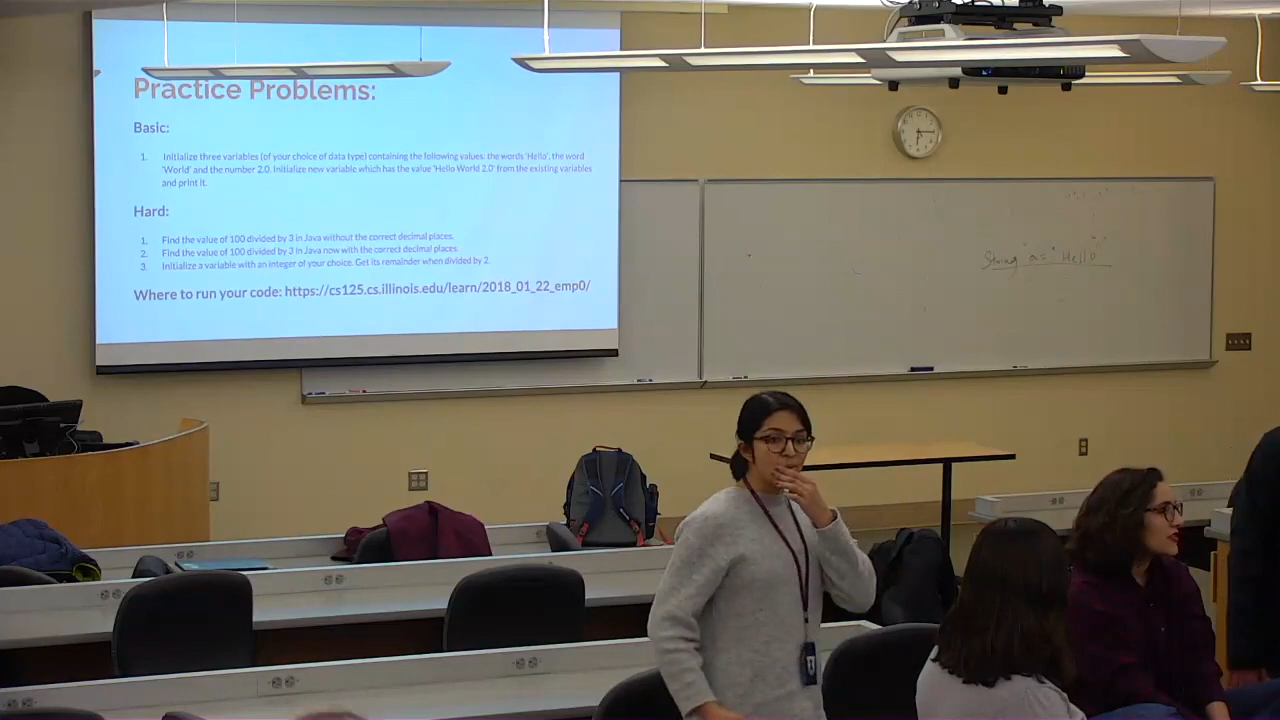 Practice Problems:
Basic:
1. Initialize three variables (of your choice of data type) containing the following values: the words 'Hello', the word
'World' and the number 2.0. Initialize new variable which has the value 'Hello World 2.0' from the existing variables
and print it.
Hard:
1. Find the value of 100 divided by 3 in Java without the correct decimal places.
2. Find the value of 100 divided by 3 in Java now with the correct decimal places.
3. Initialize a variable with an integer of your choice. Get its remainder when divided by 2.
Where to run your code: https://cs125.cs.illinois.edu/learn/2018_01_22_emp0/
String a = "Hello"